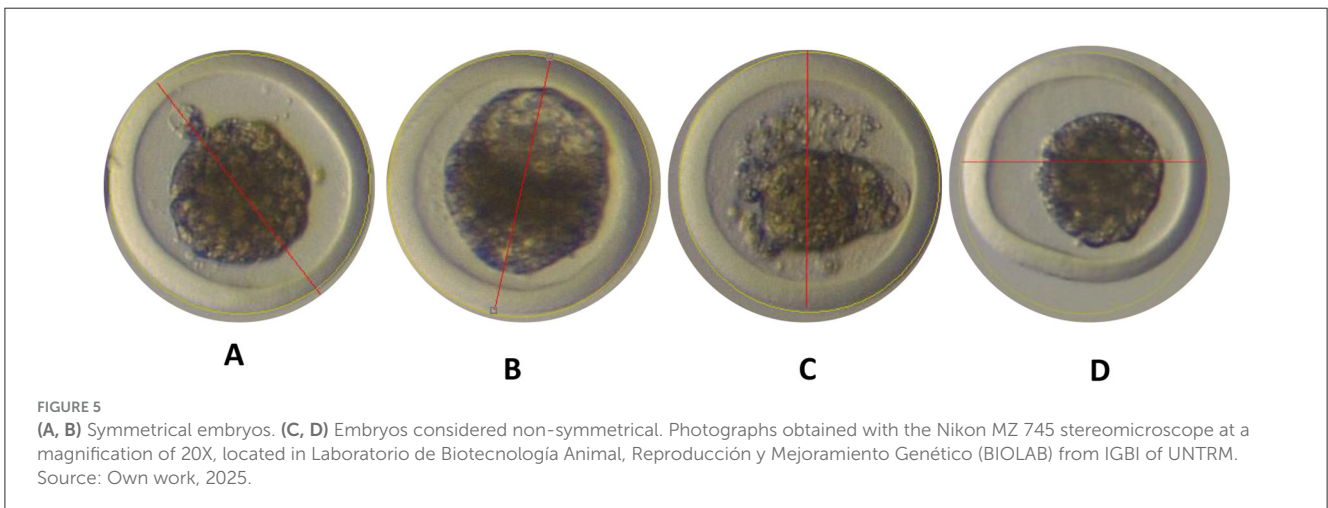 A
B
C
D
FIGURE 5
(A, B) Symmetrical embryos. (C, D) Embryos considered non-symmetrical. Photographs obtained with the Nikon MZ 745 stereomicroscope at a
magnification of 20X, located in Laboratorio de Biotecnología Animal, Reproducción y Mejoramiento Genético (BIOLAB) from IGBI of UNTRM.
Source: Own work, 2025.